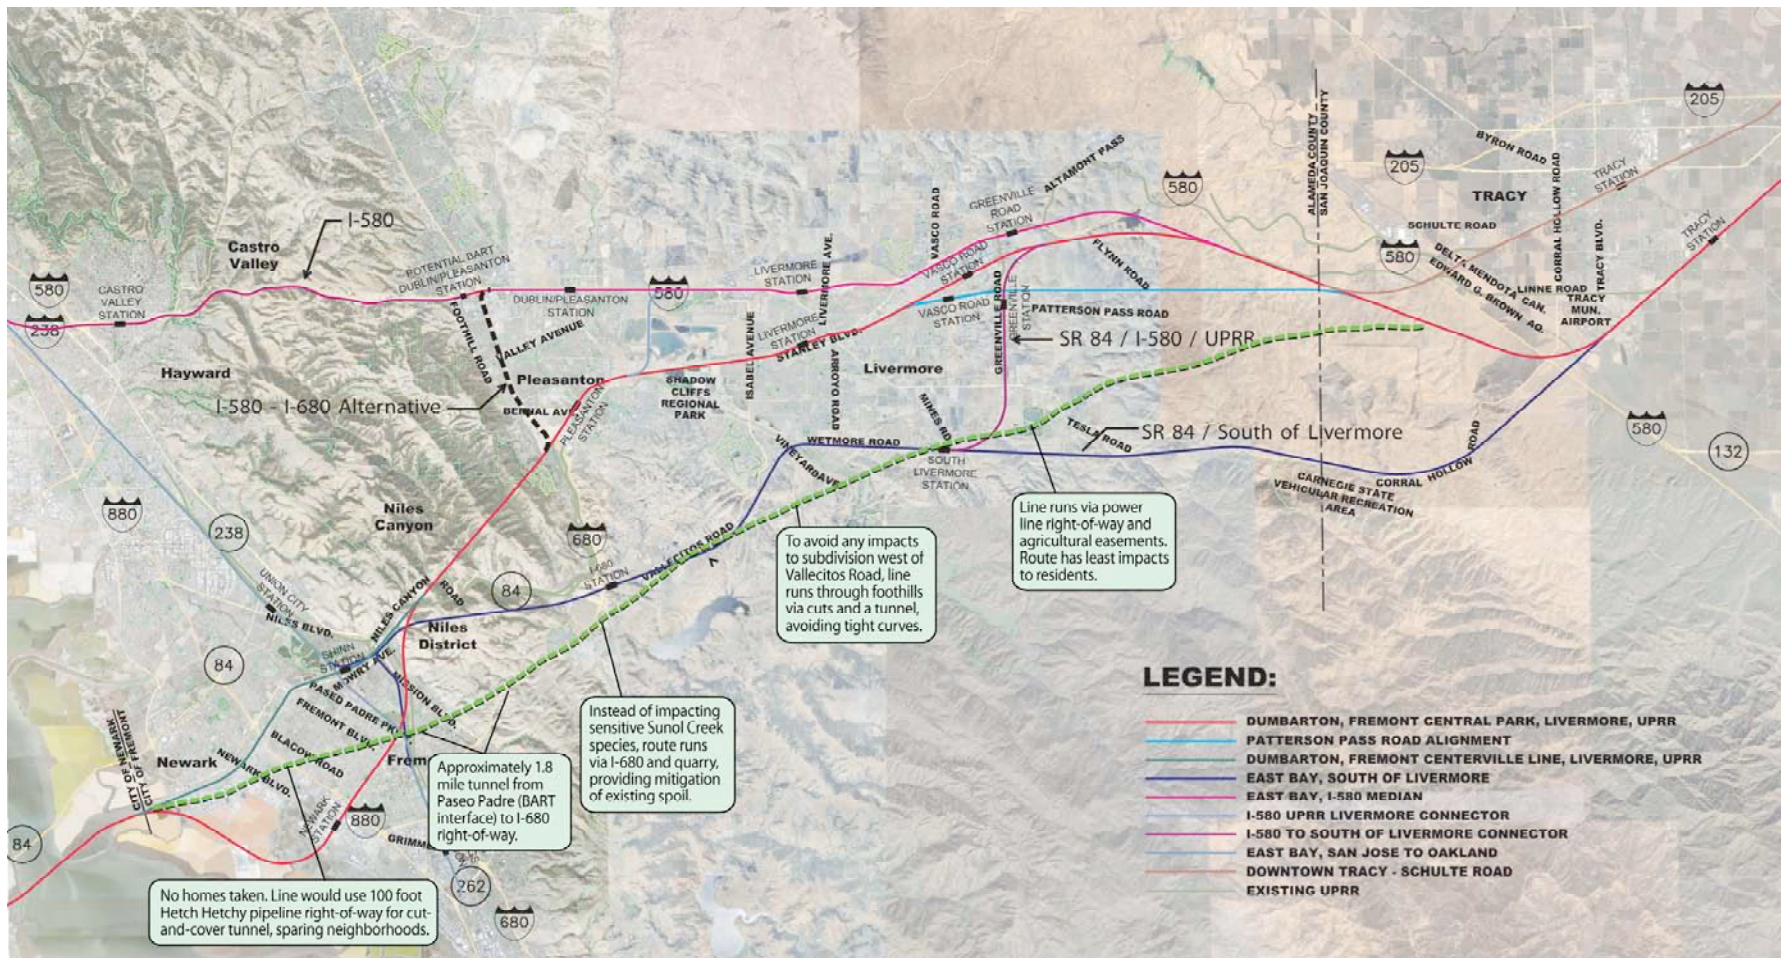 205
BYRON ROAD
205
ALTAMONT PASS
580
ALAMEDA COUNTY
SAN JOAQUIN COUNTY
CORRAL HOLLOW ROAD
TRACY
STATION
TRACY
GREENVILLE
ROAD
STATION
VASCO ROAD
I-580
Castro
Valley
SCHULTE ROAD
TRACY BLVD.
TRACY
STATION
580
DELTA MENDOTA CAN.
EDWARD G. BROWN AQ.
FLYNN ROAD
VASCO ROAD
STATION
LIVERMORE AVE.
LIVERMORE
STATION
POTENTIAL BART
DUBLIN/PLEASANTON
STATION
580
580
CASTRO
VALLEY
STATION
DUBLIN/PLEASANTON
STATION
LINNE ROAD
TRACY
MUN.
AIRPORT
238
FOOTHILL ROAD
VALLEY AVENUE
ISABEL AVENUE
LIVERMORE
STATION
STANLEY BLVD.
VASCO ROAD
STATION
GREENVILLE ROAD
GREENVILLE
STATION
PATTERSON PASS ROAD
SR 84 / I-580 / UPRR
Hayward
Pleasanton
SHADOW
CLIFFS
REGIONAL
PARK
ARROYO ROAD
Livermore
I-580 - I-680 Alternative
BERNAL AVE.
PLEASANTON
STATION
MINES RD
TESLA ROAD
SR 84 / South of Livermore
580
132
VINEYARD AVE.
WETMORE ROAD
SOUTH
LIVERMORE
STATION
CORRAL HOLLOW ROAD
CARNEGIE STATE
VEHICULAR RECREATION
AREA
880
Niles
Canyon
238
680
Line runs via power
line right-of-way and
agricultural easements.
Route has least impacts
to residents.
To avoid any impacts
to subdivision west of
Vallecitos Road, line
runs through foothills
via cuts and a tunnel,
avoiding tight curves.
VALLECITOS ROAD
I-680
STATION
84
UNION CITY
STATION
NILES BLVD.
NILES CANYON ROAD
Niles
District
84
SHINN
STATION
MOWRY AVE.
MISSION BLVD.
PASEO PADRE PK
FREMONT BLV
BLACOW ROAD
CITY OF NEWARK
CITY OF FREMONT
Newark
NEWARK BLVD.
Frem
Instead of impacting
sensitive Sunol Creek
species, route runs
via I-680 and quarry,
providing mitigation
of existing spoil.
Approximately 1.8
mile tunnel from
Paseo Padre (BART
interface) to I-680
right-of-way.
NEWARK
STATION
880
GRIMME
84
262
680
No homes taken. Line would use 100 foot
Hetch Hetchy pipeline right-of-way for cut-
and-cover tunnel, sparing neighborhoods.
LEGEND:
DUMBARTON, FREMONT CENTRAL PARK, LIVERMORE, UPRR
PATTERSON PASS ROAD ALIGNMENT
DUMBARTON, FREMONT CENTERVILLE LINE, LIVERMORE, UPRR
EAST BAY, SOUTH OF LIVERMORE
EAST BAY, I-580 MEDIAN
I-580 UPRR LIVERMORE CONNECTOR
I-580 TO SOUTH OF LIVERMORE CONNECTOR
EAST BAY, SAN JOSE TO OAKLAND
DOWNTOWN TRACY - SCHULTE ROAD
EXISTING UPRR